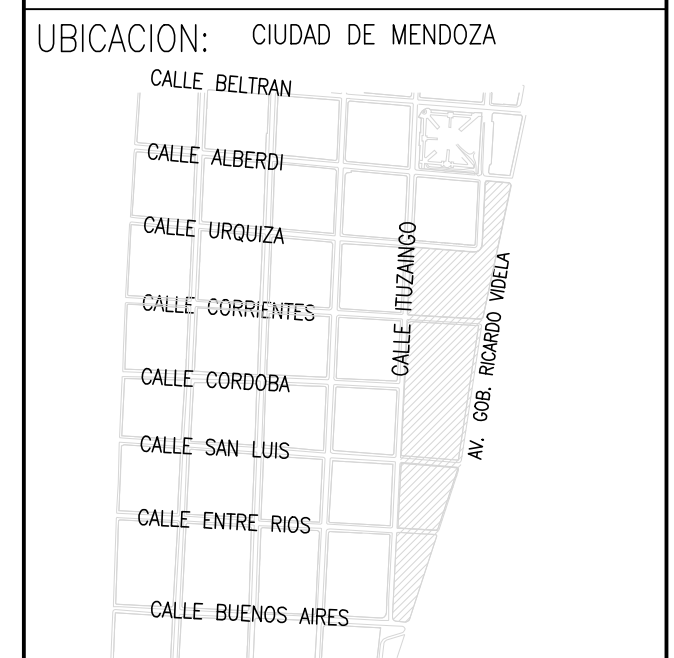 UBICACION: CIUDAD DE MENDOZA
CALLE BELTRAN
CALLE ALBERDI
CALLE URQUIZA
CALLE ITUZAINGO
AV. GOB. RICARDO VIDELA
CALLE CORRIENTES
CALLE CORDOBA
CALLE SAN LUIS
CALLE ENTRE RIOS
CALLE BUENOS AIRES